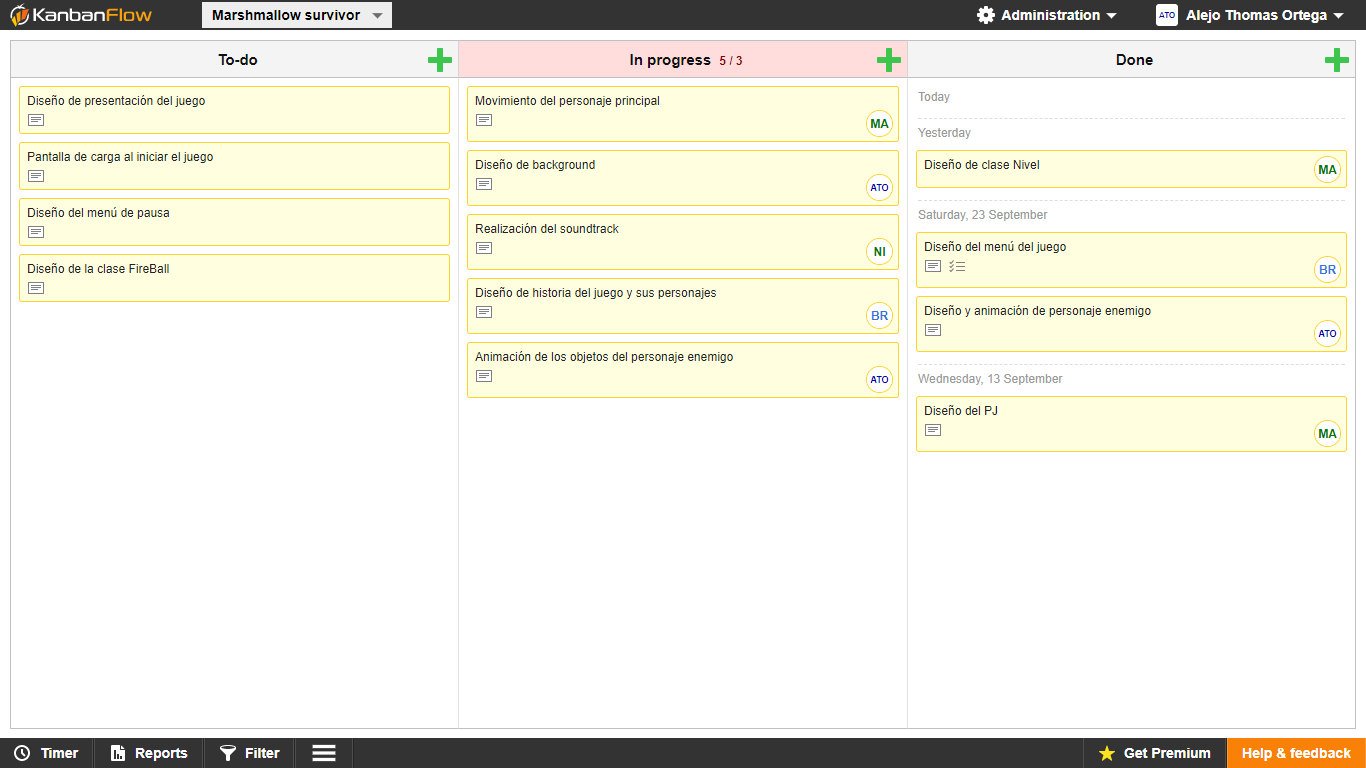 KanbanFlow
Marshmallow survivor
Administration
ATO
Alejo Thomas Ortega
To-do
Diseño de presentación del juego
Pantalla de carga al iniciar el juego
Diseño del menú de pausa
Diseño de la clase FireBall
In progress 5 / 3
Movimiento del personaje principal
MA
Diseño de background
ATO
Realización del soundtrack
NI
Diseño de historia del juego y sus personajes
BR
Animación de los objetos del personaje enemigo
ATO
Done
Today
Yesterday
Diseño de clase Nivel
MA
Saturday, 23 September
Diseño del menú del juego
BR
Diseño y animación de personaje enemigo
ATO
Wednesday, 13 September
Diseño del PJ
MA
Timer
Reports
Filter
Get Premium
Help & feedback